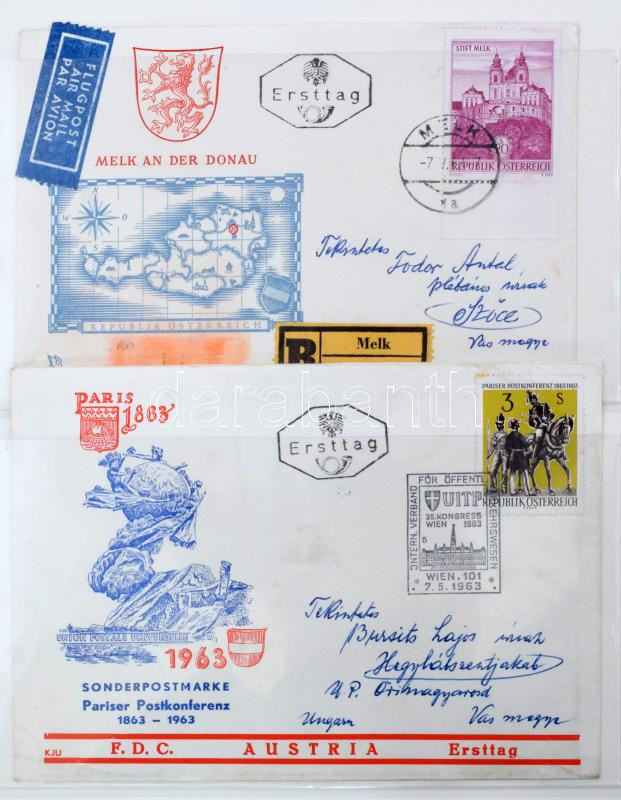 FLUGPOST
AIR MAIL
PAR AVION
Ersttag
STIFT MELK
REPUBLIK ÖSTERREICH
MELK
a
MELK AN DER DONAU
N
W
S
REPUBLIK ÖSTERREICH
Tekintetes
Fodor Antal
plébános úrnak
Szőce
Vas megye
R
Melk
PARIS
1863
Ersttag
PARISER POSTKONFERENZ 1863 1963
3 S
REPUBLIK ÖSTERREICH
INTERN. VERBAND FÜR ÖFFENTL.
UITP
35. KONGRESS
WIEN 1963
WIEN. 101
7.5.1963
UNION POSTALE UNIVERSELLE
1963
SONDERPOSTMARKE
Pariser Postkonferenz
1863 - 1963
Tekintetes
Bursits Lajos úrnak
Hegyhátszentjakab
U.P. Őrimagyarosd
Ungarn Vas megye
KJU F.D.C. AUSTRIA Ersttag
darabanth